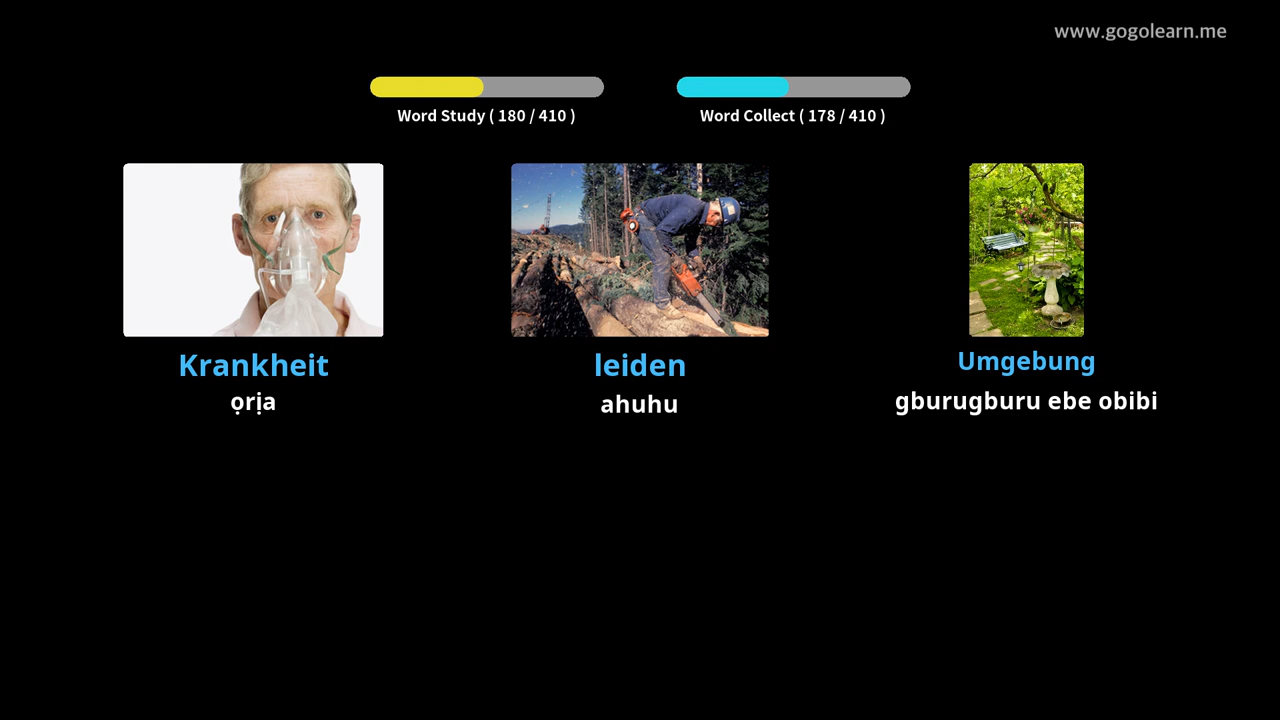 www.gogolearn.me
Word Study ( 180 / 410 )
Word Collect ( 178 / 410 )
Krankheit
leiden
Umgebung
ọrịa
ahuhu
gburugburu ebe obibi